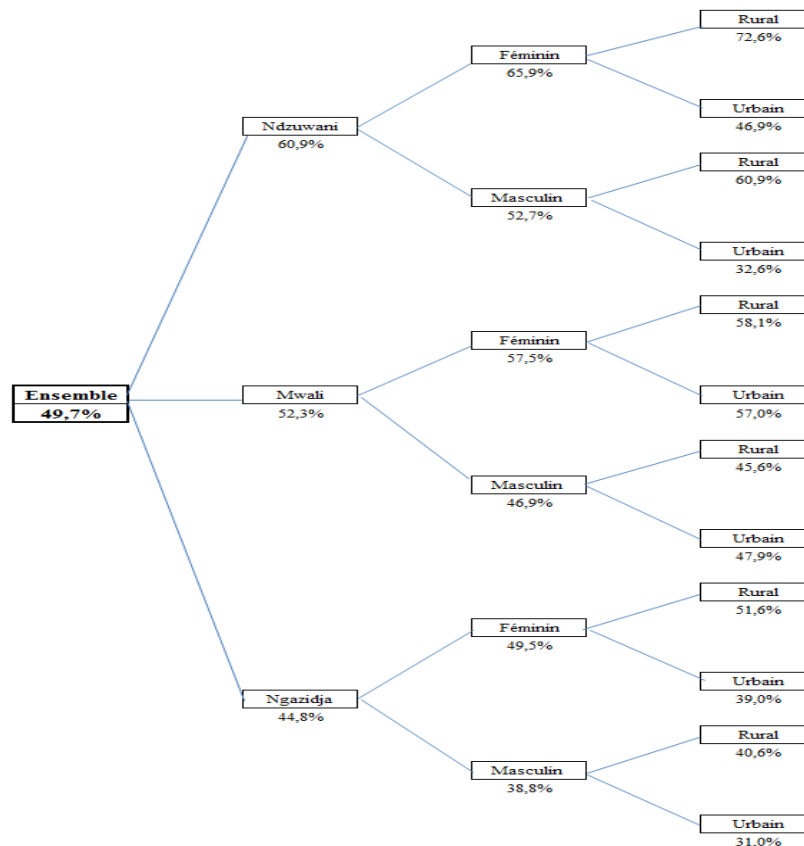 Rural
72,6%
Féminin
65,9%
Urbain
46,9%
Ndzuwani
60,9%
Rural
60,9%
Masculin
52,7%
Urbain
32,6%
Rural
58,1%
Féminin
57,5%
Ensemble
49,7%
Mwali
52,3%
Urbain
57,0%
Rural
45,6%
Masculin
46,9%
Urbain
47,9%
Rural
51,6%
Féminin
49,5%
Urbain
39,0%
Ngazidja
44,8%
Rural
40,6%
Masculin
38,8%
Urbain
31,0%